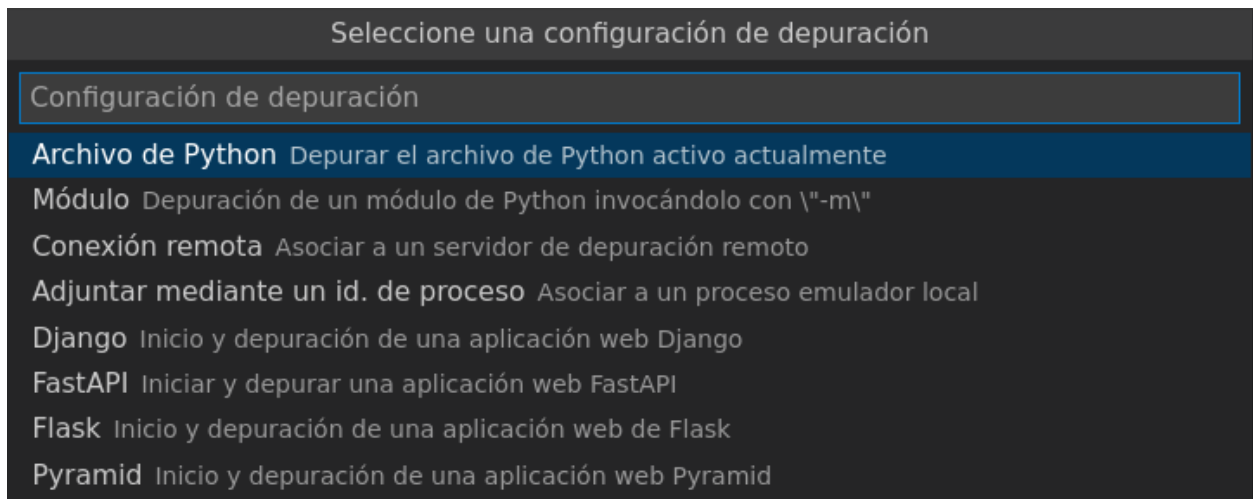 Seleccione una configuración de depuración
Configuración de depuración
Archivo de Python Depurar el archivo de Python activo actualmente
Módulo Depuración de un módulo de Python invocándolo con \"-m\"
Conexión remota Asociar a un servidor de depuración remoto
Adjuntar mediante un id. de proceso Asociar a un proceso emulador local
Django Inicio y depuración de una aplicación web Django
FastAPI Iniciar y depurar una aplicación web FastAPI
Flask Inicio y depuración de una aplicación web de Flask
Pyramid Inicio y depuración de una aplicación web Pyramid